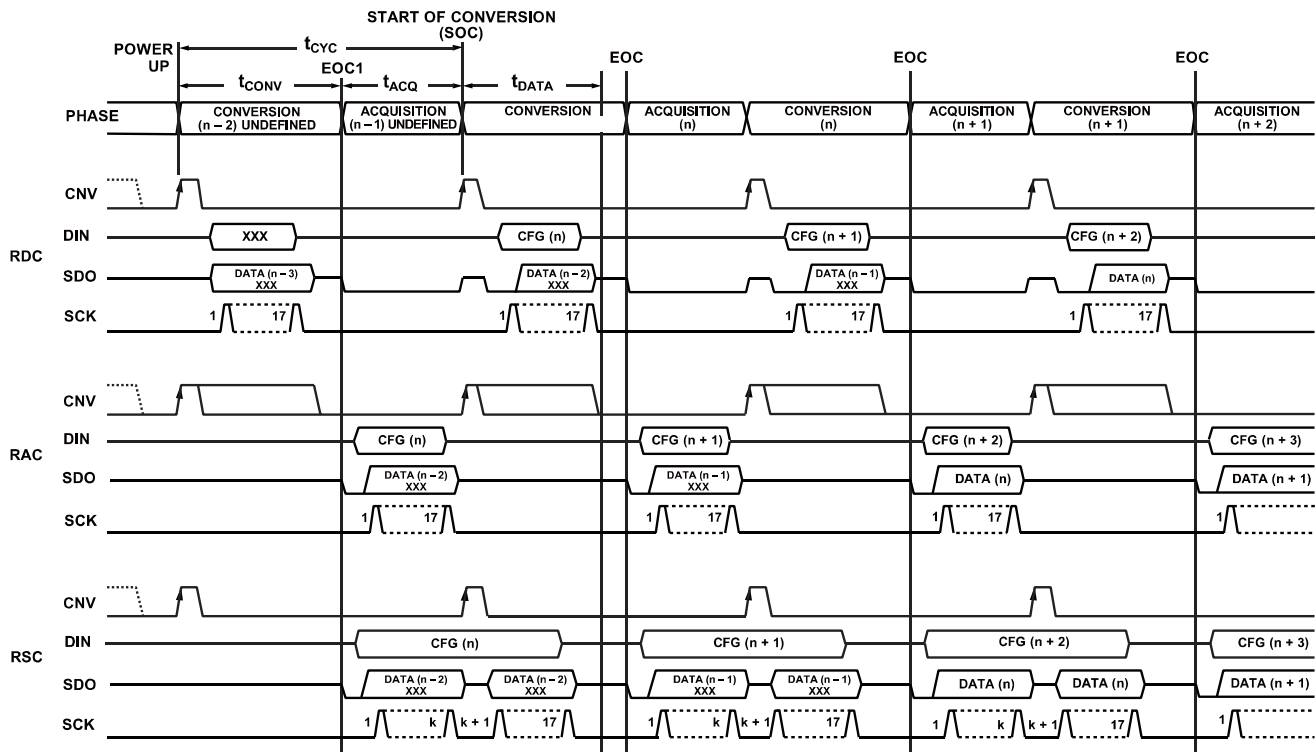 START OF CONVERSION
(SOC)
POWER
UP
tCYC
EOC1
EOC
EOC
EOC
tCONV
tACQ
tDATA
PHASE
CONVERSION
(n – 2) UNDEFINED
ACQUISITION
(n – 1) UNDEFINED
CONVERSION
ACQUISITION
(n)
CONVERSION
(n)
ACQUISITION
(n + 1)
CONVERSION
(n + 1)
ACQUISITION
(n + 2)
RDC
CNV
DIN
XXX
CFG (n)
CFG (n + 1)
CFG (n + 2)
SDO
DATA (n – 3)
XXX
DATA (n – 2)
XXX
DATA (n – 1)
XXX
DATA (n)
SCK
1 17
1 17
1 17
1 17
RAC
CNV
DIN
CFG (n)
CFG (n + 1)
CFG (n + 2)
CFG (n + 3)
SDO
DATA (n – 2)
XXX
DATA (n – 1)
XXX
DATA (n)
DATA (n + 1)
SCK
1 17
1 17
1 17
1
RSC
CNV
DIN
CFG (n)
CFG (n + 1)
CFG (n + 2)
CFG (n + 3)
SDO
DATA (n – 2)
XXX
DATA (n – 2)
XXX
DATA (n – 1)
XXX
DATA (n – 1)
XXX
DATA (n)
DATA (n)
DATA (n + 1)
SCK
1 k k + 1 17
1 k k + 1 17
1 k k + 1 17
1